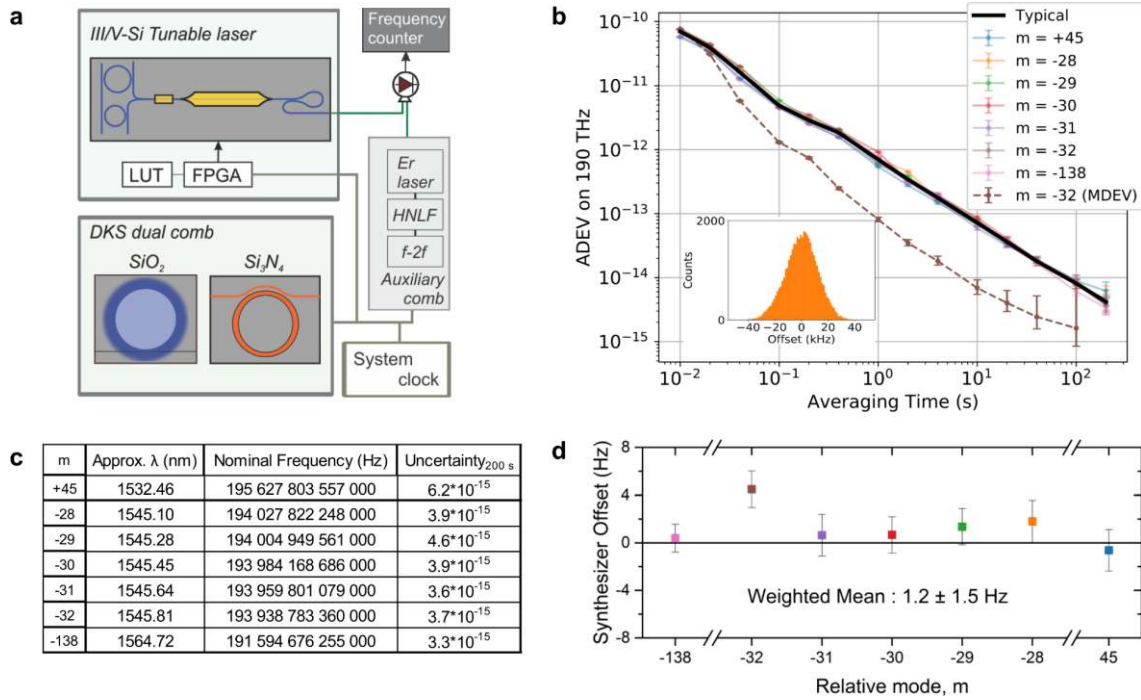 a
III/V-Si Tunable laser
LUT
FPGA
DKS dual comb
SiO₂
Si₃N₄
Frequency
counter
Er
laser
HNLF
f-2f
Auxiliary
comb
System
clock
b
ADEV on 190 THz
10⁻¹⁰
10⁻¹¹
10⁻¹²
10⁻¹³
10⁻¹⁴
10⁻¹⁵
10⁻² 10⁻¹ 10⁰ 10¹ 10²
Averaging Time (s)
Typical
m = +45
m = -28
m = -29
m = -30
m = -31
m = -32
m = -138
m = -32 (MDEV)
2000
Counts
0
−40 −20 0 20 40
Offset (kHz)
c
m Approx. λ (nm) Nominal Frequency (Hz) Uncertainty₂₀₀ ₛ
+45 1532.46 195 627 803 557 000 6.2*10⁻¹⁵
-28 1545.10 194 027 822 248 000 3.9*10⁻¹⁵
-29 1545.28 194 004 949 561 000 4.6*10⁻¹⁵
-30 1545.45 193 984 168 686 000 3.9*10⁻¹⁵
-31 1545.64 193 959 801 079 000 3.6*10⁻¹⁵
-32 1545.81 193 938 783 360 000 3.7*10⁻¹⁵
-138 1564.72 191 594 676 255 000 3.3*10⁻¹⁵
d
Synthesizer Offset (Hz)
8
4
0
-4
-8
Weighted Mean : 1.2 ± 1.5 Hz
-138 -32 -31 -30 -29 -28 45
Relative mode, m